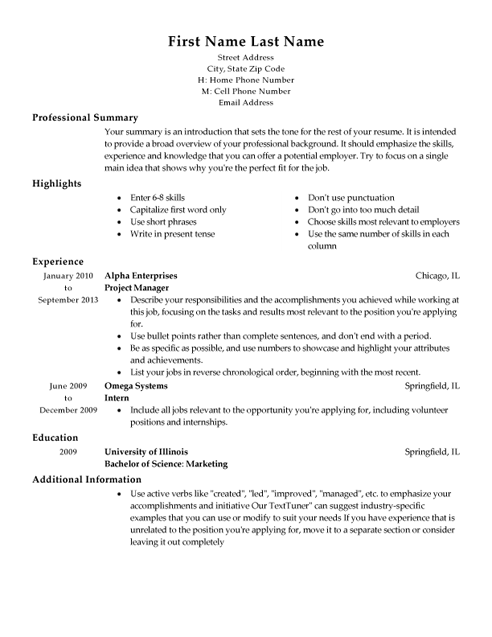 First Name Last Name
Street Address
City, State Zip Code
H: Home Phone Number
M: Cell Phone Number
Email Address
Professional Summary
Your summary is an introduction that sets the tone for the rest of your resume. It is intended
to provide a broad overview of your professional background. It should emphasize the skills,
experience and knowledge that you can offer a potential employer. Try to focus on a single
main idea that shows why you're the perfect fit for the job.
Highlights
• Enter 6-8 skills
• Capitalize first word only
• Use short phrases
• Write in present tense
• Don't use punctuation
• Don't go into too much detail
• Choose skills most relevant to employers
• Use the same number of skills in each
column
Experience
January 2010 Alpha Enterprises Chicago, IL
to Project Manager
September 2013 • Describe your responsibilities and the accomplishments you achieved while working at
this job, focusing on the tasks and results most relevant to the position you're applying
for.
• Use bullet points rather than complete sentences, and don't end with a period.
• Be as specific as possible, and use numbers to showcase and highlight your attributes
and achievements.
• List your jobs in reverse chronological order, beginning with the most recent.
June 2009 Omega Systems Springfield, IL
to Intern
December 2009 • Include all jobs relevant to the opportunity you're applying for, including volunteer
positions and internships.
Education
2009 University of Illinois Springfield, IL
Bachelor of Science: Marketing
Additional Information
• Use active verbs like "created", "led", "improved", "managed", etc. to emphasize your
accomplishments and initiative Our TextTuner" can suggest industry-specific
examples that you can use or modify to suit your needs If you have experience that is
unrelated to the position you're applying for, move it to a separate section or consider
leaving it out completely